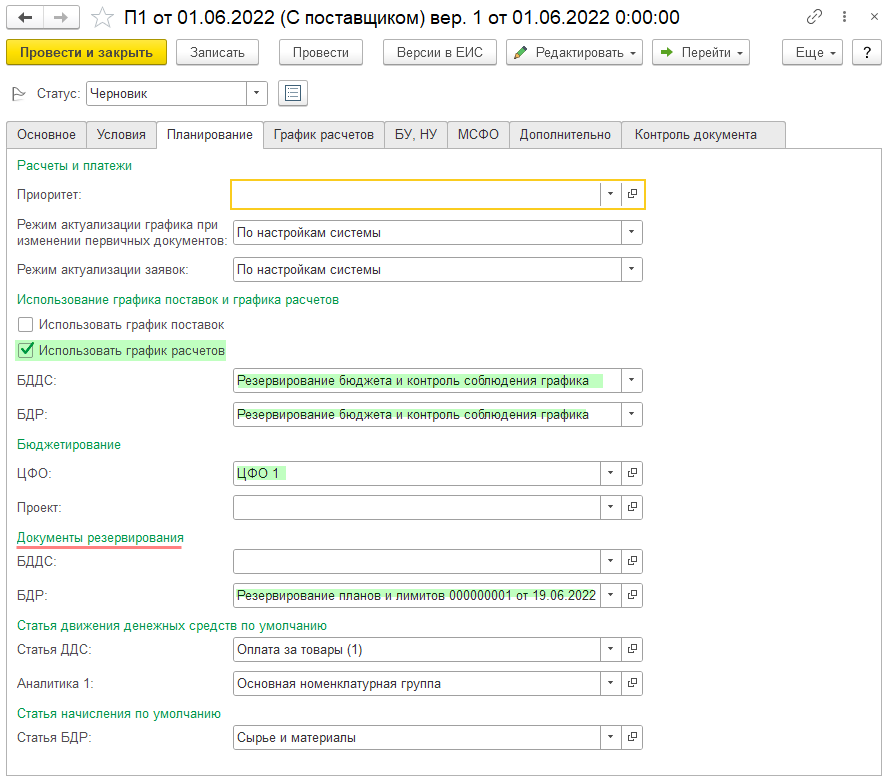 П1 от 01.06.2022 (С поставщиком) вер. 1 от 01.06.2022 0:00:00
Провести и закрыть Записать Провести Версии в ЕИС Редактировать Перейти Еще ?
Статус: Черновик
Основное Условия Планирование График расчетов БУ, НУ МСФО Дополнительно Контроль документа
Расчеты и платежи
Приоритет:
Режим актуализации графика при
изменении первичных документов: По настройкам системы
Режим актуализации заявок: По настройкам системы
Использование графика поставок и графика расчетов
Использовать график поставок
Использовать график расчетов
БДДС: Резервирование бюджета и контроль соблюдения графика
БДР: Резервирование бюджета и контроль соблюдения графика
Бюджетирование
ЦФО: ЦФО 1
Проект:
Документы резервирования
БДДС:
БДР: Резервирование планов и лимитов 000000001 от 19.06.2022
Статья движения денежных средств по умолчанию
Статья ДДС: Оплата за товары (1)
Аналитика 1: Основная номенклатурная группа
Статья начисления по умолчанию
Статья БДР: Сырье и материалы